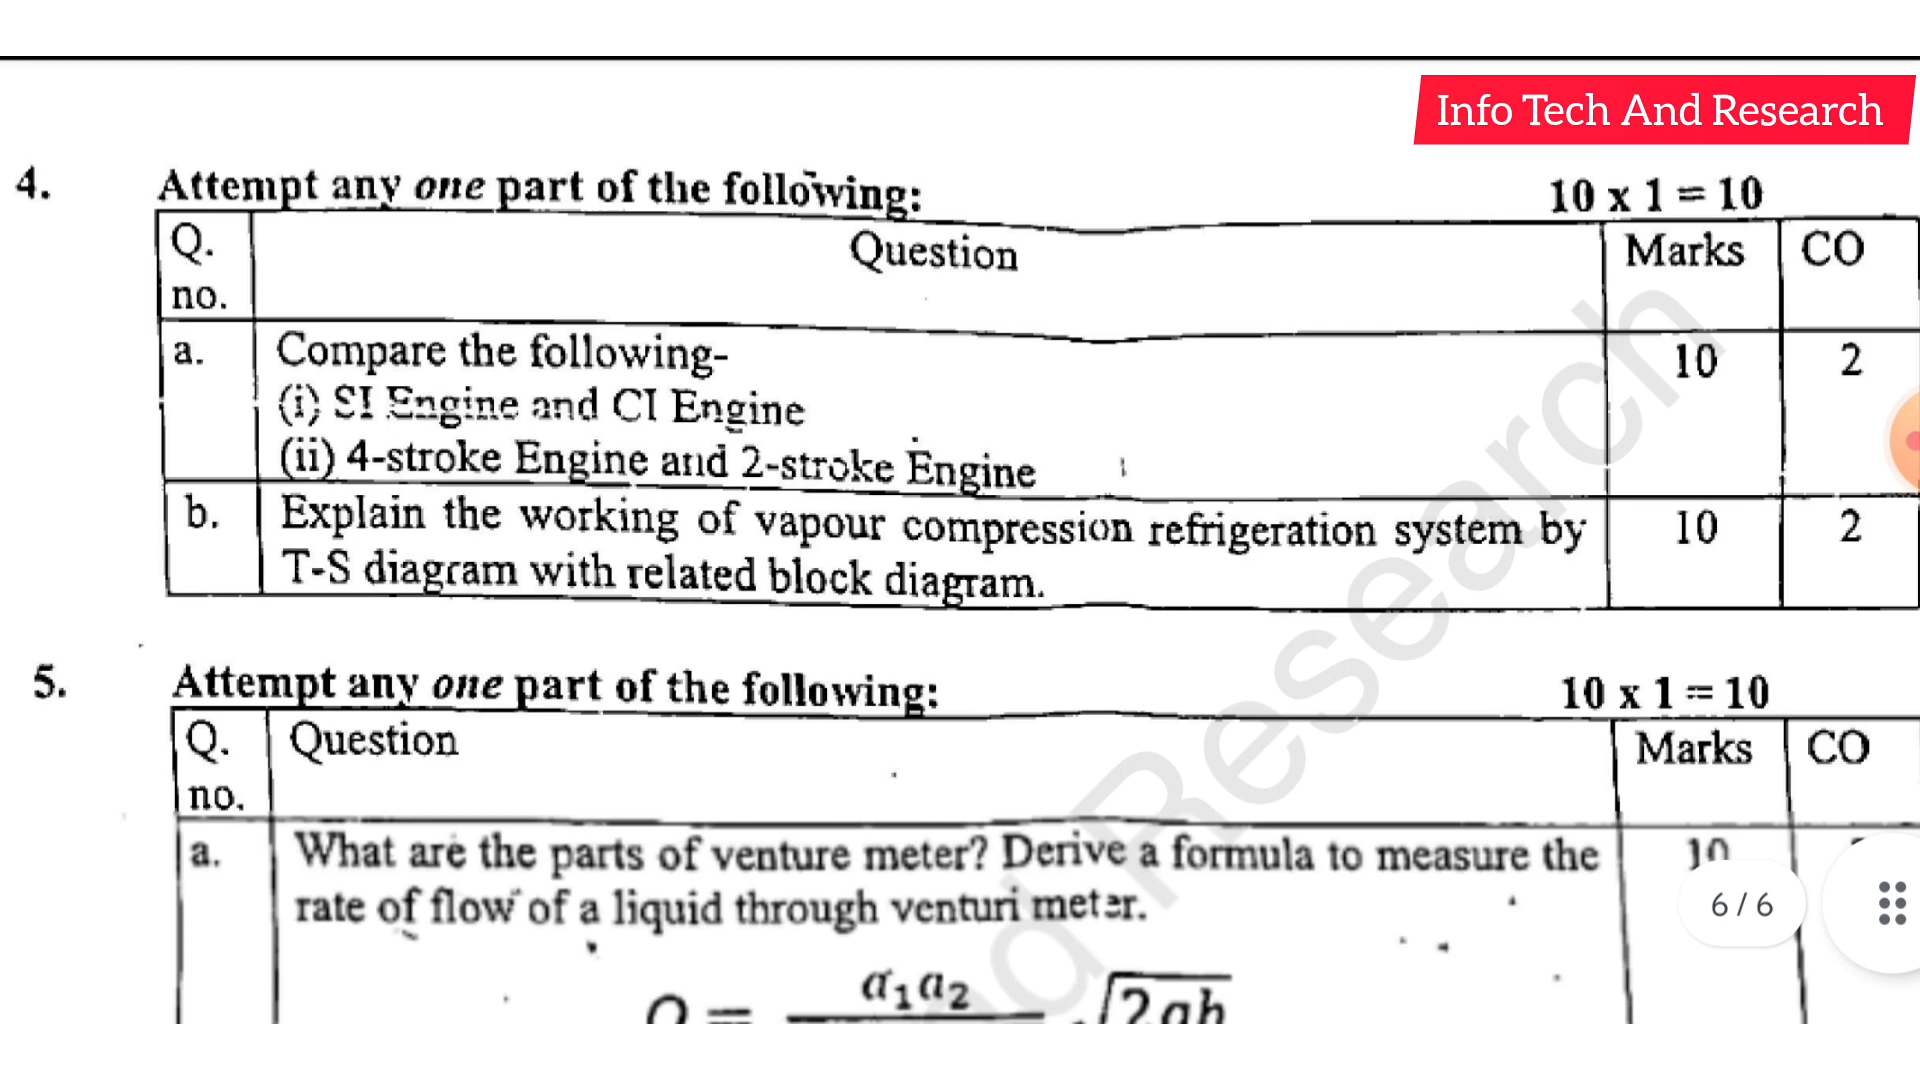 Info Tech And Research
4. Attempt any one part of the following: 10 x 1 = 10
Q. no. Question Marks CO
a. Compare the following- 10 2
(i) SI Engine and CI Engine
(ii) 4-stroke Engine and 2-stroke Engine
b. Explain the working of vapour compression refrigeration system by 10 2
T-S diagram with related block diagram.
5. Attempt any one part of the following: 10 x 1 = 10
Q. no. Question Marks CO
a. What are the parts of venture meter? Derive a formula to measure the 10
rate of flow of a liquid through venturi meter.
6 / 6
a₁a₂
Q = √2gh
d Research